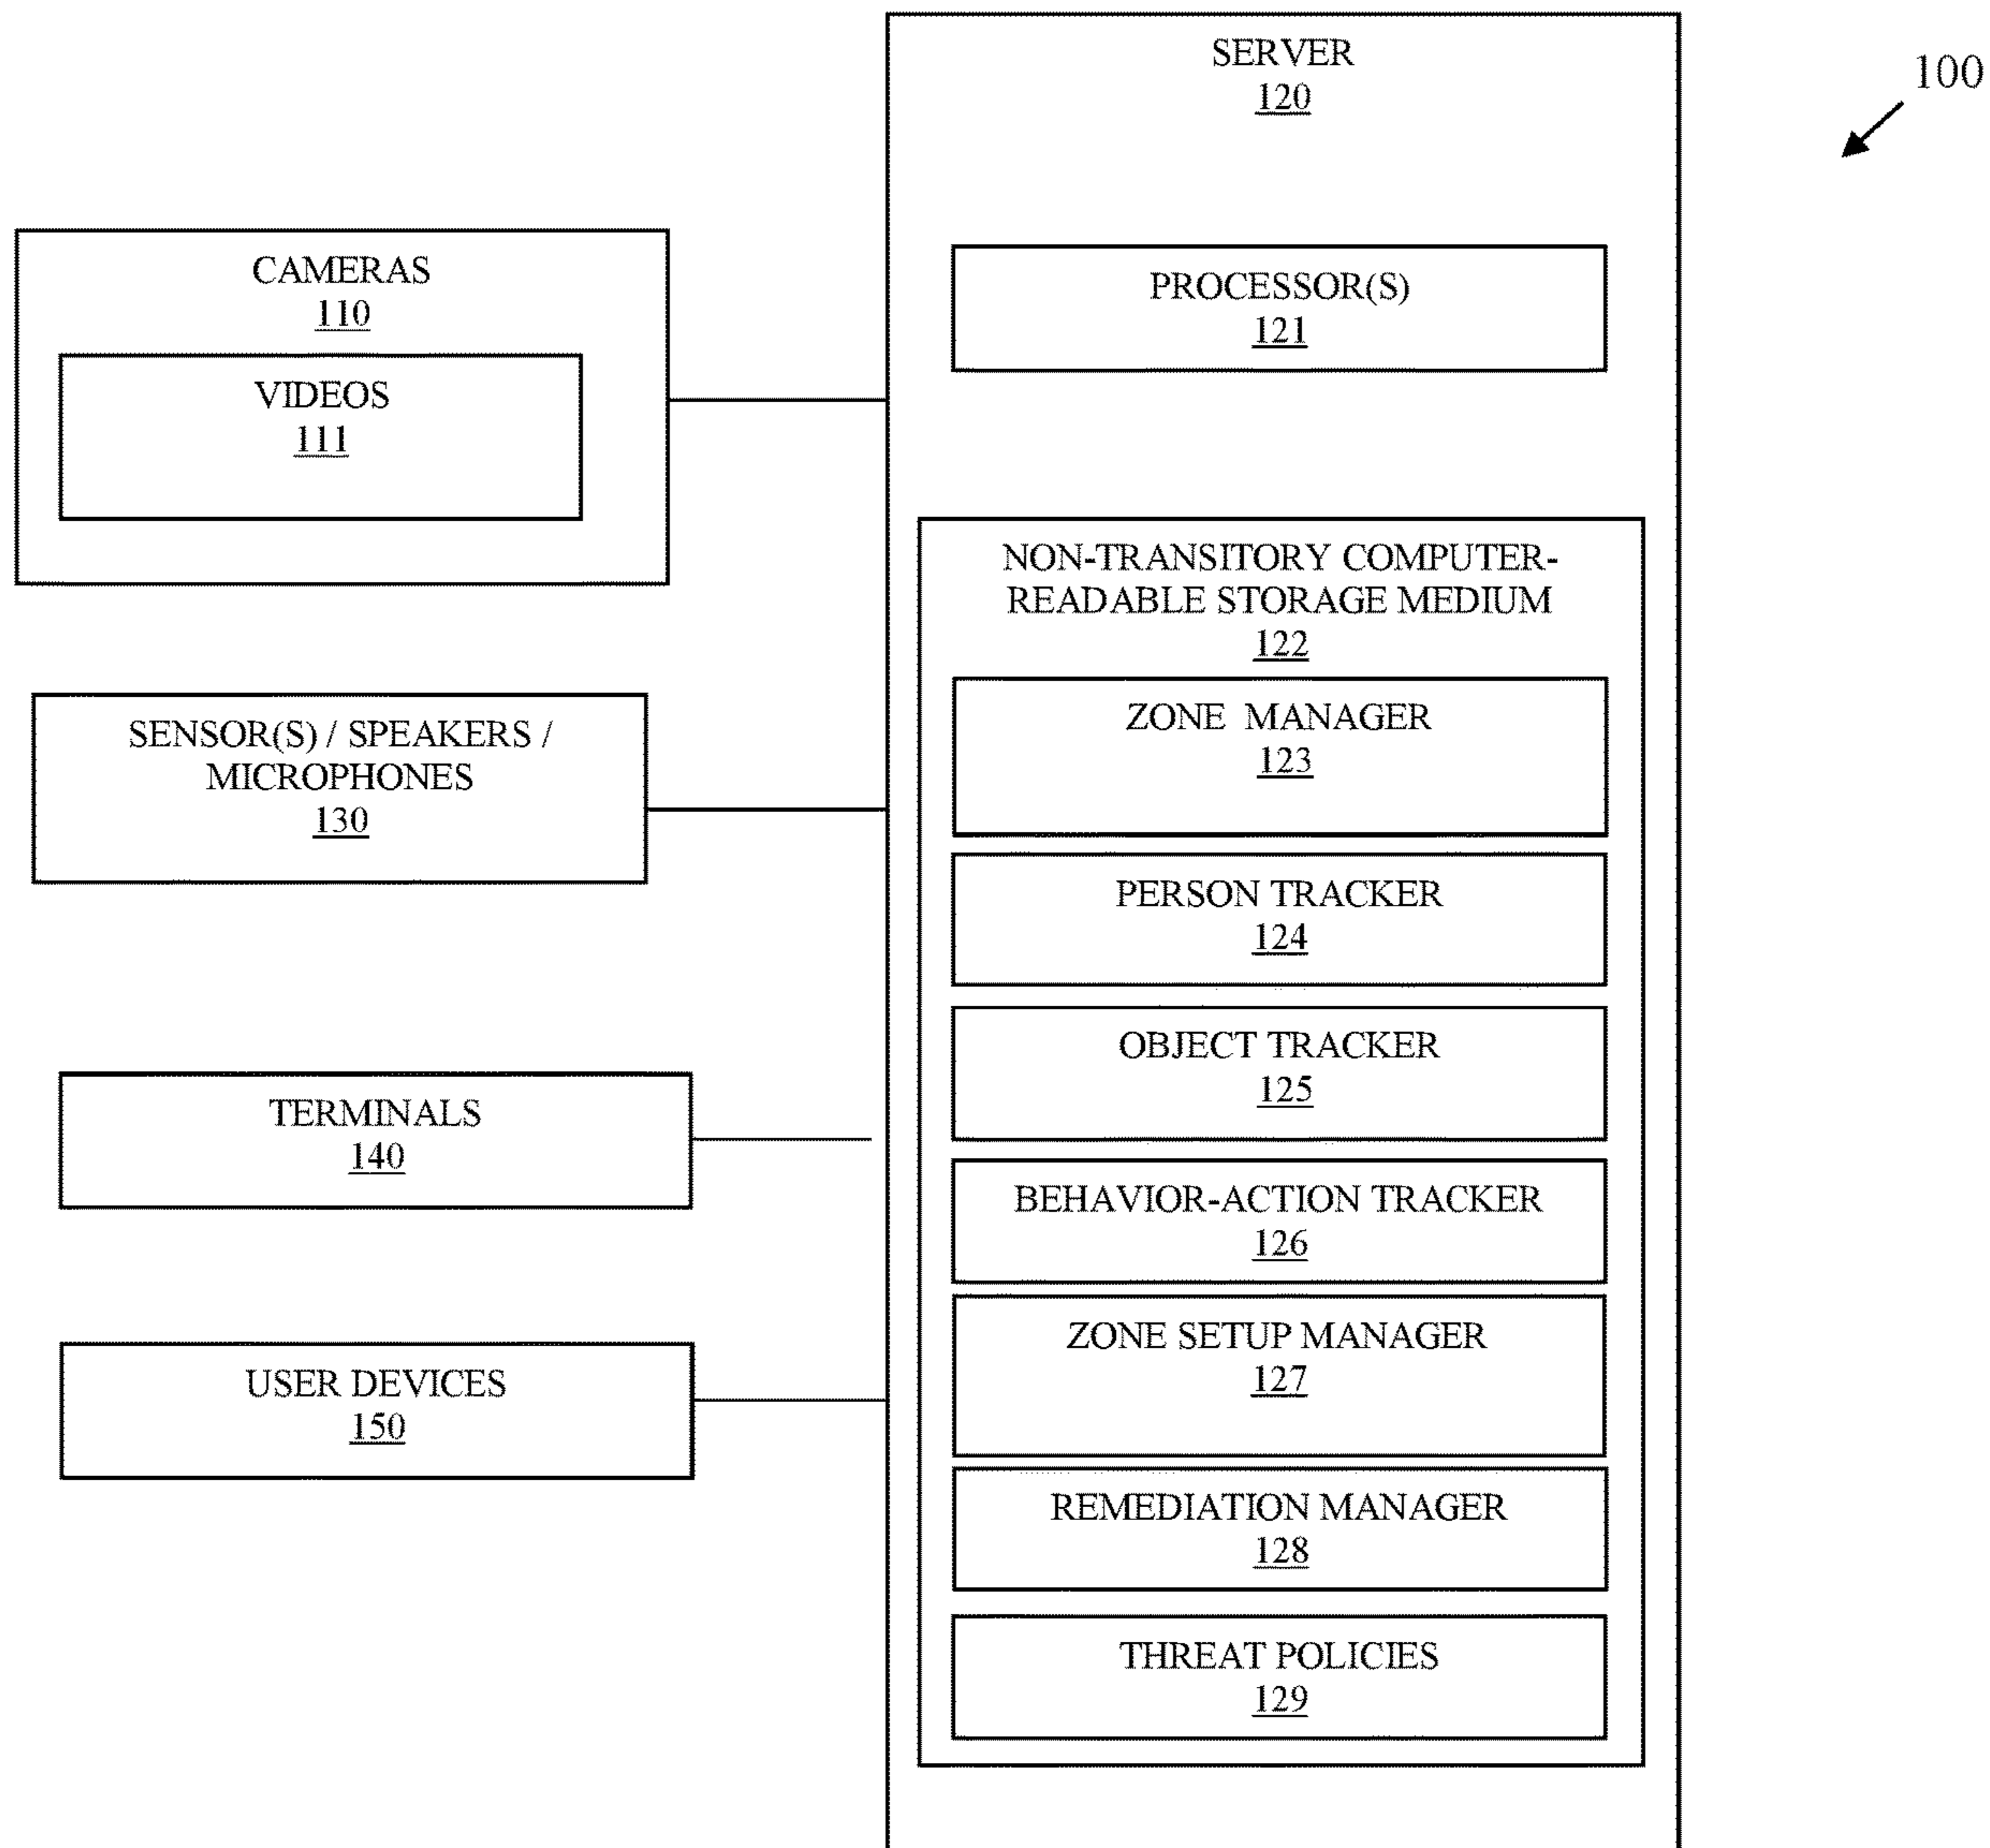 SERVER
120
100
CAMERAS
110
VIDEOS
111
SENSOR(S) / SPEAKERS /
MICROPHONES
130
TERMINALS
140
USER DEVICES
150
PROCESSOR(S)
121
NON-TRANSITORY COMPUTER-
READABLE STORAGE MEDIUM
122
ZONE MANAGER
123
PERSON TRACKER
124
OBJECT TRACKER
125
BEHAVIOR-ACTION TRACKER
126
ZONE SETUP MANAGER
127
REMEDIATION MANAGER
128
THREAT POLICIES
129